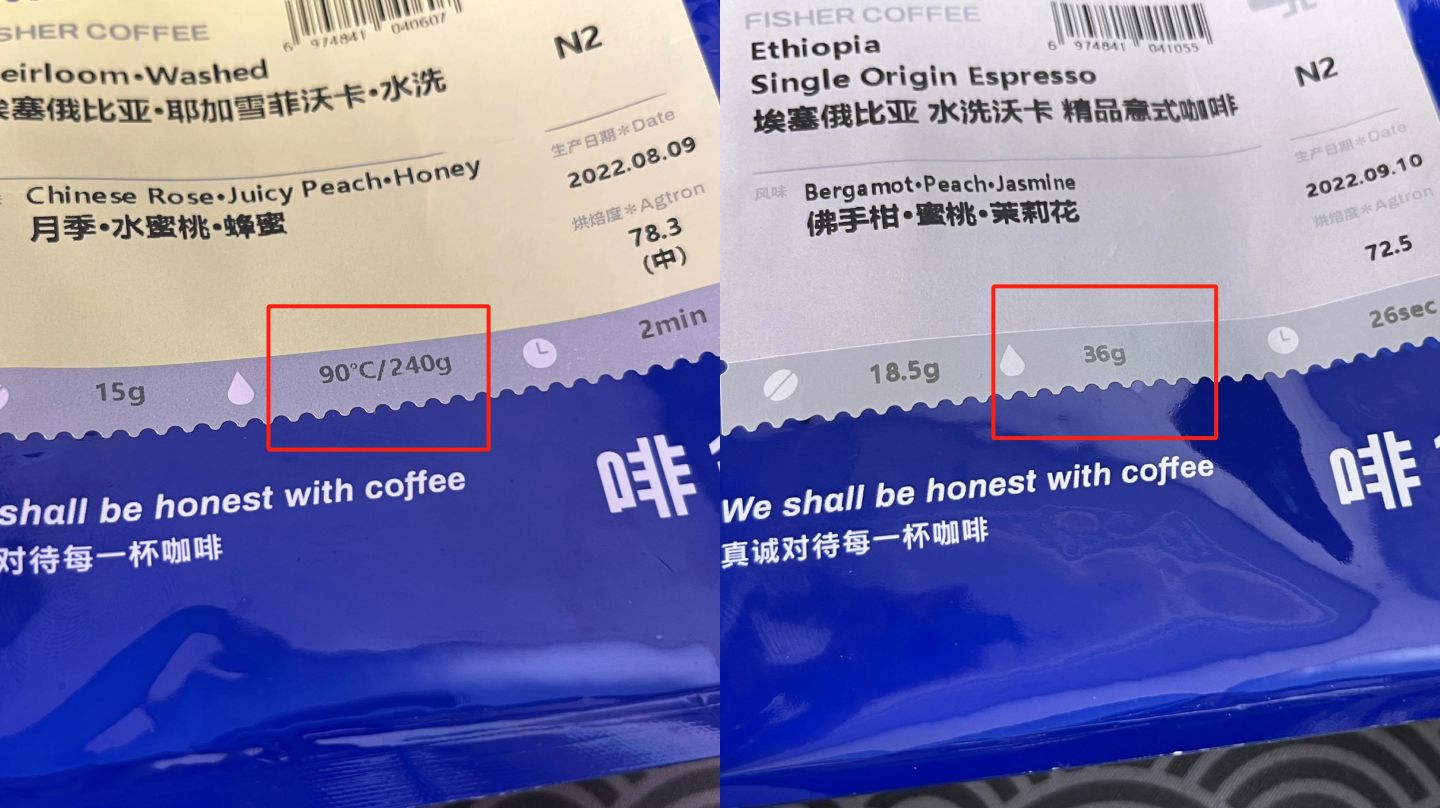 SHER COFFEE
6 974841 040607
N2
eirloom•Washed
埃塞俄比亚•耶加雪菲沃卡•水洗
生产日期*Date
2022.08.09
Chinese Rose•Juicy Peach•Honey
月季•水蜜桃•蜂蜜
烘焙度*Agtron
78.3
(中)
15g
90℃/240g
2min
shall be honest with coffee
对待每一杯咖啡
啡
FISHER COFFEE
6 974841 041055
N2
Ethiopia
Single Origin Espresso
埃塞俄比亚 水洗沃卡 精品意式咖啡
生产日期*Date
2022.09.10
风味
Bergamot•Peach•Jasmine
佛手柑•蜜桃•茉莉花
烘焙度*Agtron
72.5
18.5g
36g
26sec
We shall be honest with coffee
真诚对待每一杯咖啡
啡